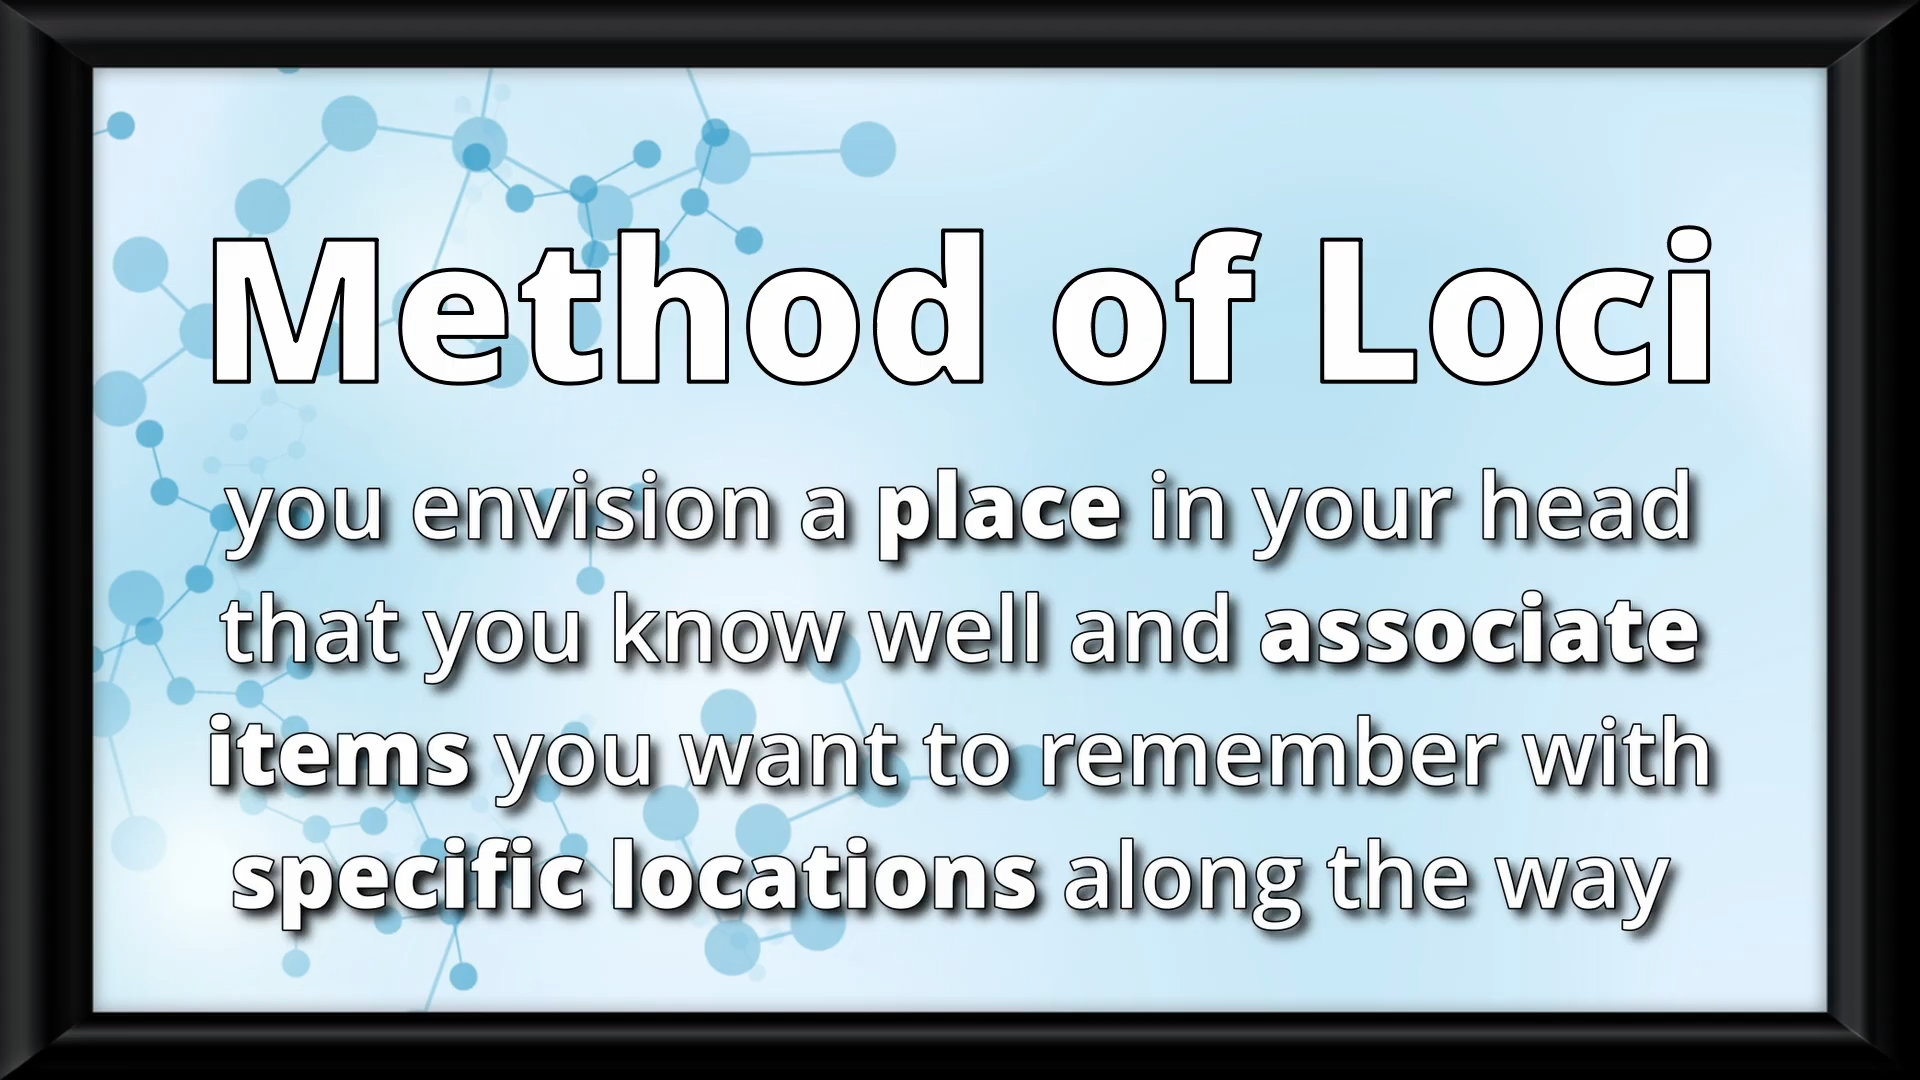 Method of Loci
you envision a place in your head
that you know well and associate
items you want to remember with
specific locations along the way